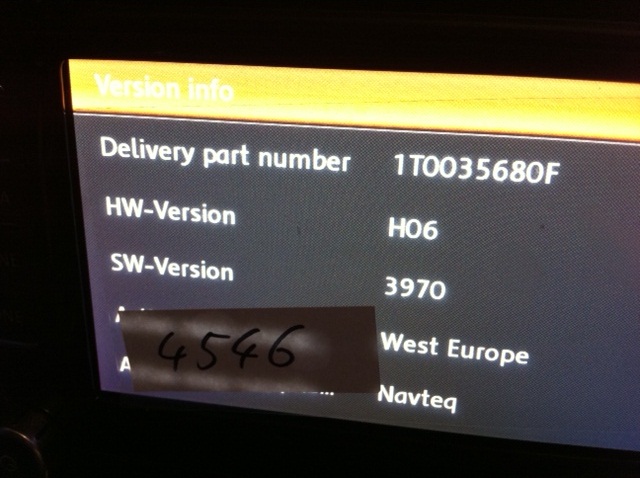 Version info
Delivery part number 1T0035680F
HW-Version H06
SW-Version 3970
A West Europe
4546
A Navteq